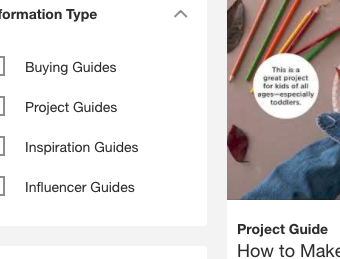 formation Type
Buying Guides
Project Guides
Inspiration Guides
Influencer Guides
This is a
great project
for kids of all
ages—especially
toddlers.
Project Guide
How to Make